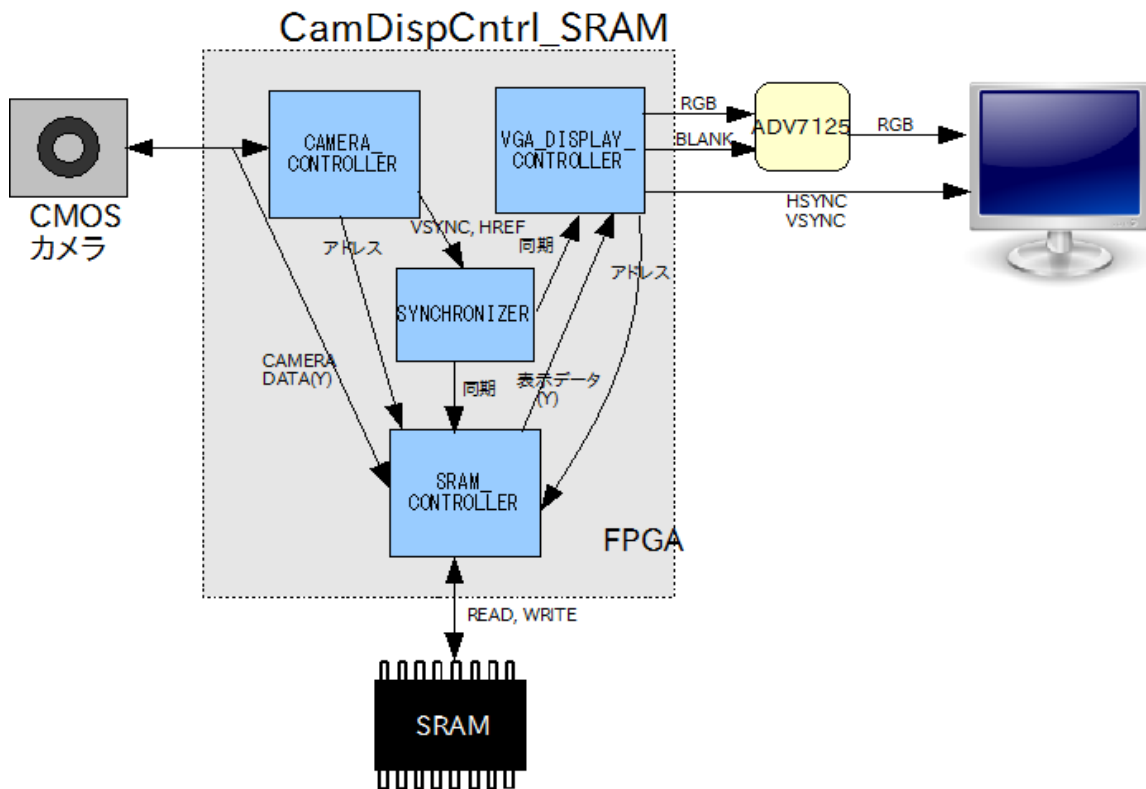 CamDispCntrl_SRAM
CAMERA_
CONTROLLER
VGA_DISPLAY_
CONTROLLER
RGB
BLANK
ADV7125
RGB
HSYNC
VSYNC
CMOS
カメラ
アドレス
VSYNC, HREF
同期
アドレス
SYNCHRONIZER
CAMERA
DATA(Y)
同期
表示データ
(Y)
SRAM_
CONTROLLER
FPGA
READ, WRITE
SRAM